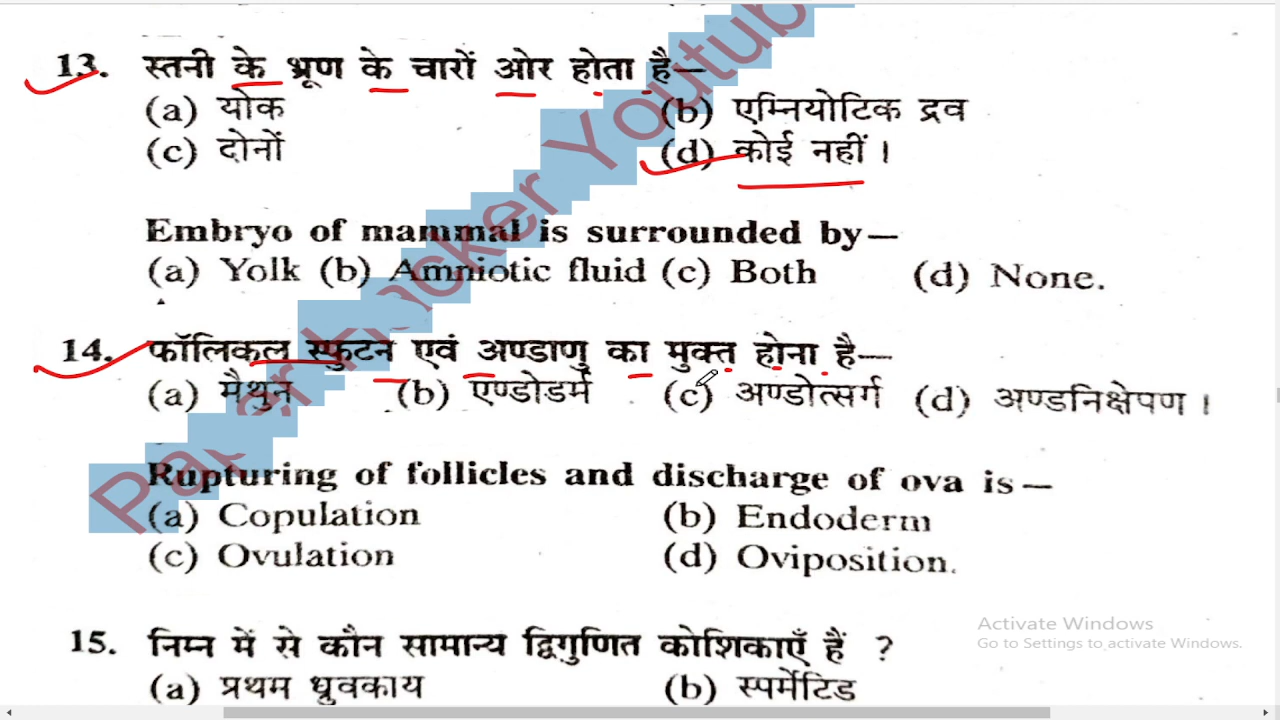 13. स्तनी के भ्रूण के चारों ओर होता है—
(a) योक (b) एम्नियोटिक द्रव
(c) दोनों (d) कोई नहीं ।
Embryo of mammal is surrounded by—
(a) Yolk (b) Amniotic fluid (c) Both (d) None.
14. फॉलिकल स्फुटन एवं अण्डाणु का मुक्त होना है—
(a) मैथुन (b) एण्डोडर्म (c) अण्डोत्सर्ग (d) अण्डनिक्षेपण ।
Rupturing of follicles and discharge of ova is—
(a) Copulation (b) Endoderm
(c) Ovulation (d) Oviposition.
15. निम्न में से कौन सामान्य द्विगुणित कोशिकाएँ हैं ?
(a) प्रथम ध्रुवकाय (b) स्पर्मेटिड
Activate Windows
Go to Settings to activate Windows.